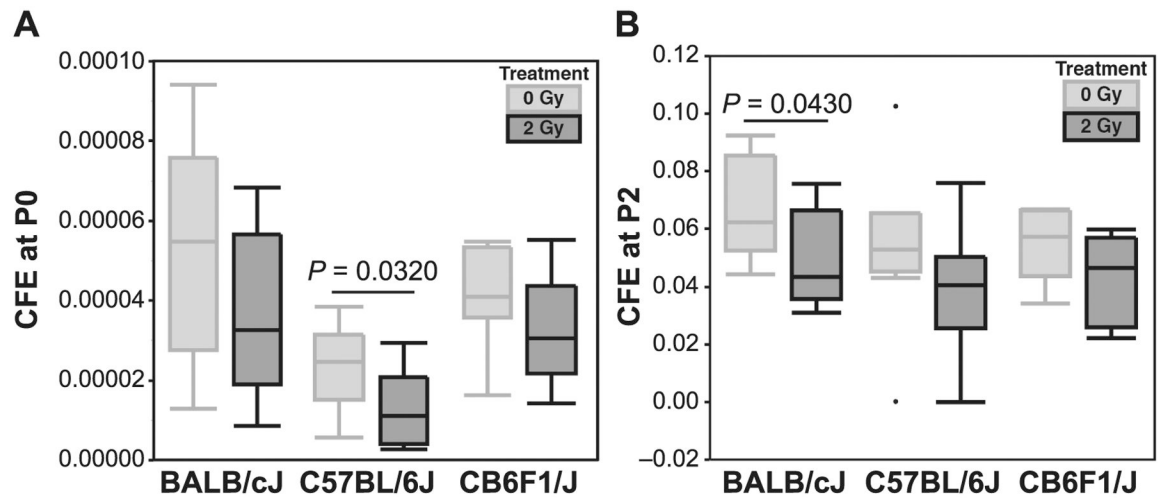 A
CFE at P0
0.00010
0.00008
0.00006
0.00004
0.00002
0.00000
Treatment
0 Gy
2 Gy
P = 0.0320
BALB/cJ C57BL/6J CB6F1/J
B
CFE at P2
0.12
0.10
0.08
0.06
0.04
0.02
0.00
–0.02
Treatment
0 Gy
2 Gy
P = 0.0430
BALB/cJ C57BL/6J CB6F1/J